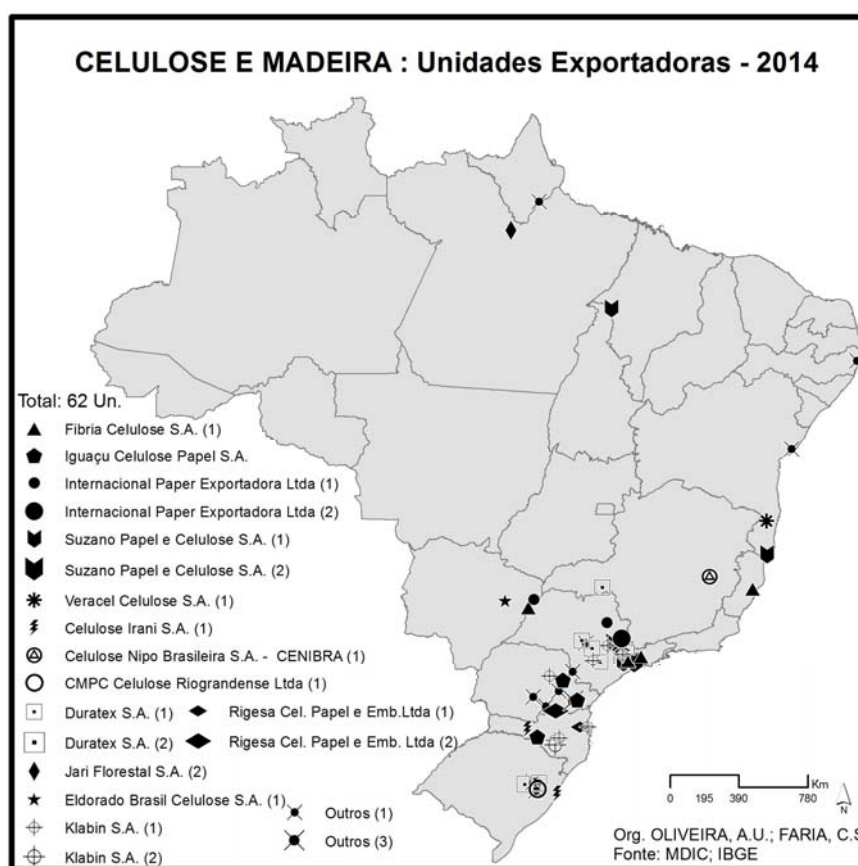 CELULOSE E MADEIRA : Unidades Exportadoras - 2014
Total: 62 Un.
Fibria Celulose S.A. (1)
Iguaçu Celulose Papel S.A.
Internacional Paper Exportadora Ltda (1)
Internacional Paper Exportadora Ltda (2)
Suzano Papel e Celulose S.A. (1)
Suzano Papel e Celulose S.A. (2)
Veracel Celulose S.A. (1)
Celulose Irani S.A. (1)
Celulose Nipo Brasileira S.A. - CENIBRA (1)
CMPC Celulose Riograndense Ltda (1)
Duratex S.A. (1) Rigesa Cel. Papel e Emb.Ltda (1)
Duratex S.A. (2) Rigesa Cel. Papel e Emb. Ltda (2)
Jari Florestal S.A. (2)
Eldorado Brasil Celulose S.A. (1)
Klabin S.A. (1)
Klabin S.A. (2)
Outros (1)
Outros (3)
Km
0 195 390 780
N
Org. OLIVEIRA, A.U.; FARIA, C.S
Fonte: MDIC; IBGE